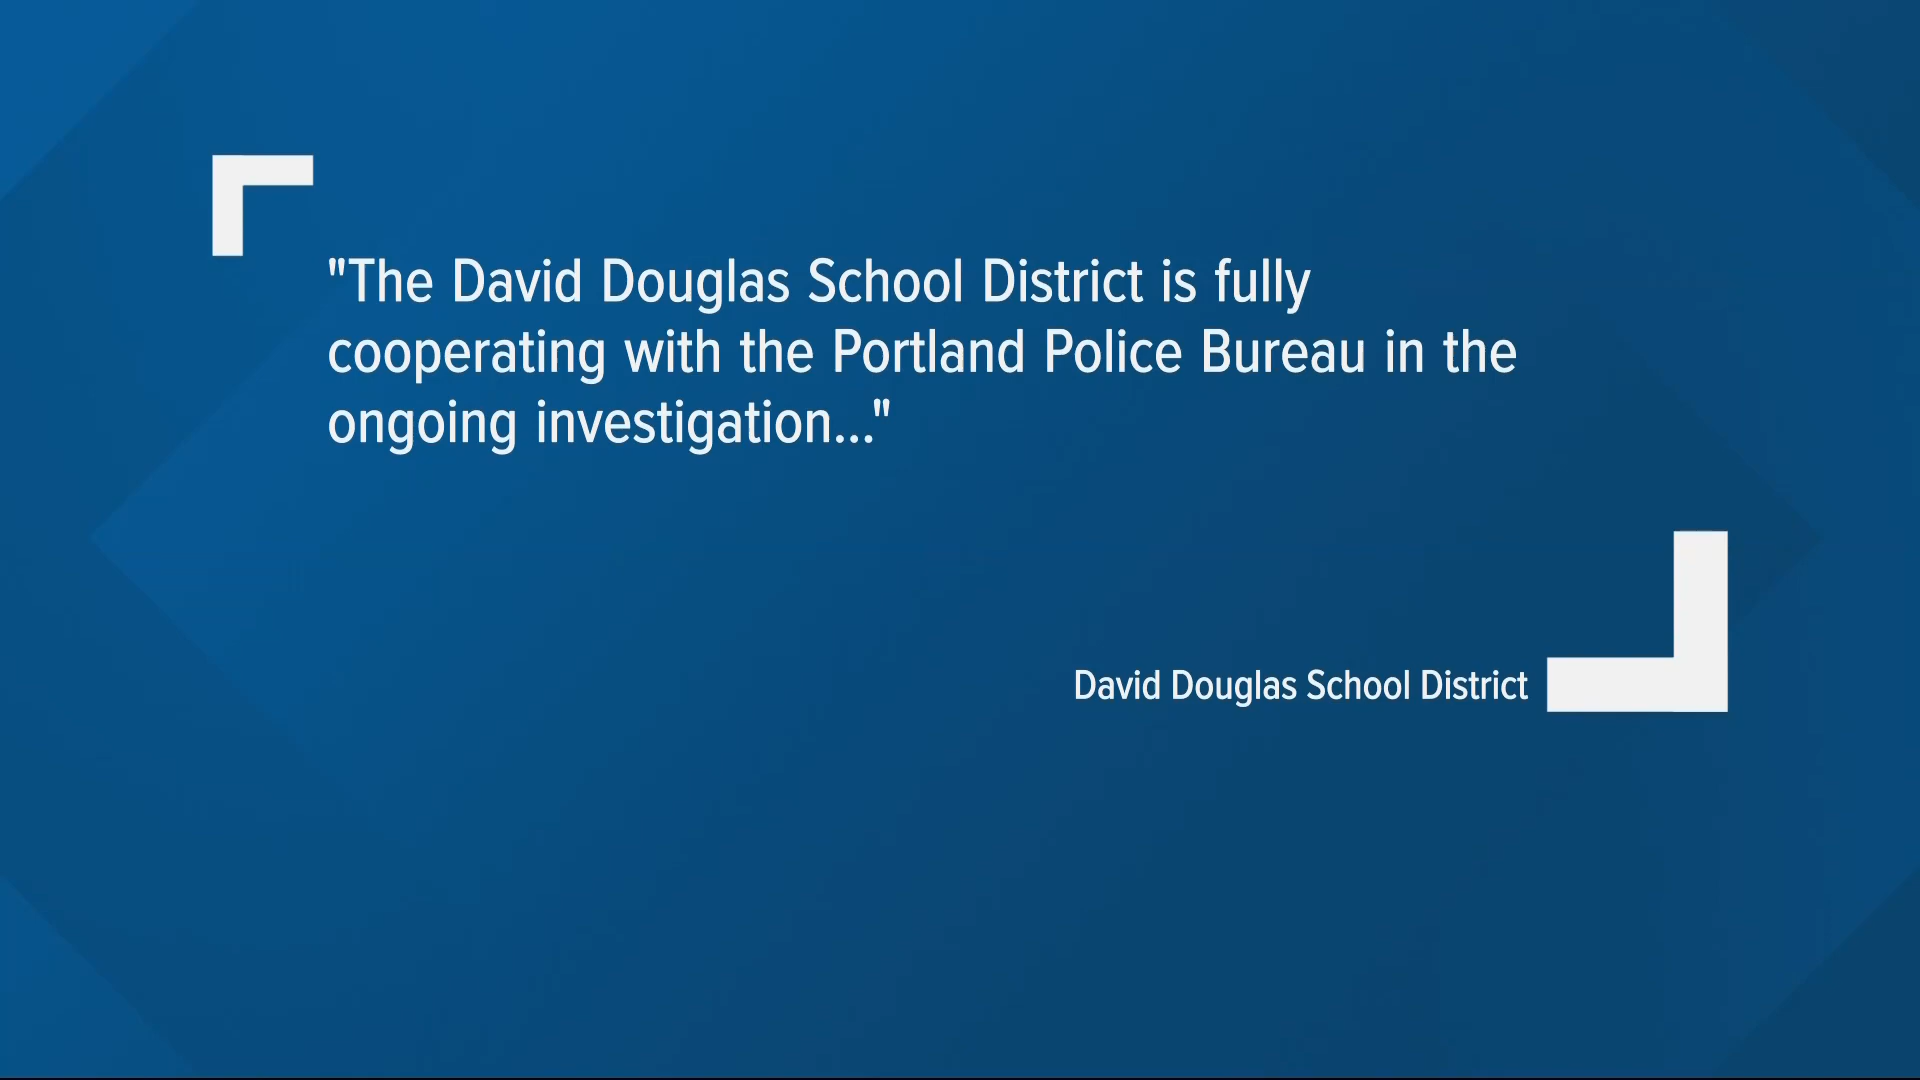 "The David Douglas School District is fully
cooperating with the Portland Police Bureau in the
ongoing investigation..."
David Douglas School District